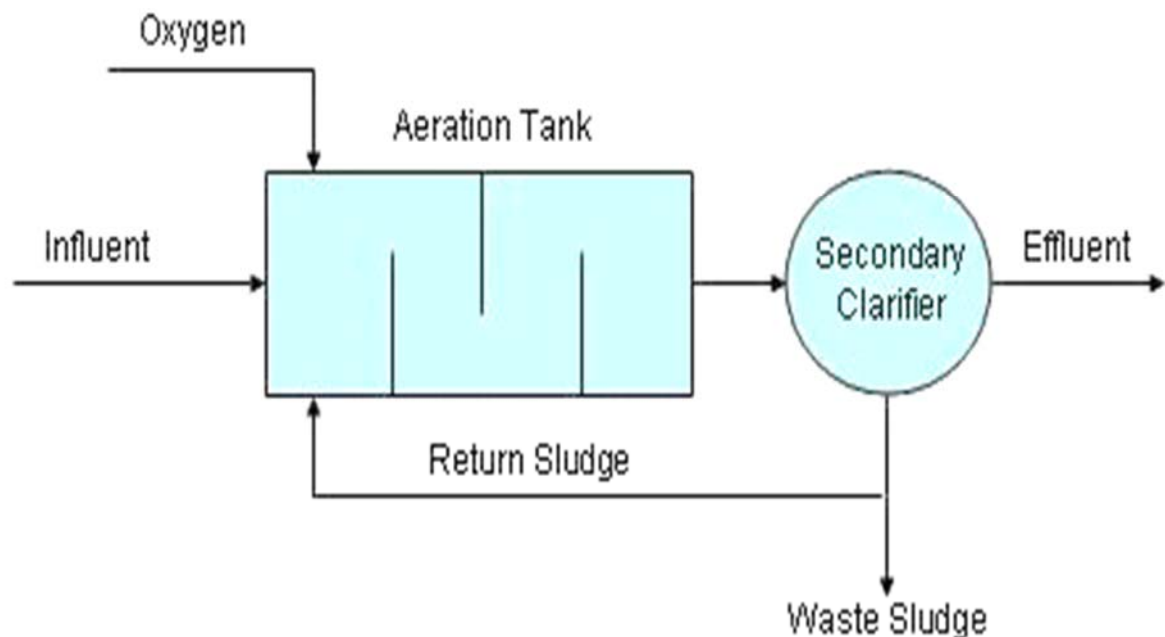 Oxygen
Aeration Tank
Influent
Secondary
Clarifier
Effluent
Return Sludge
Waste Sludge